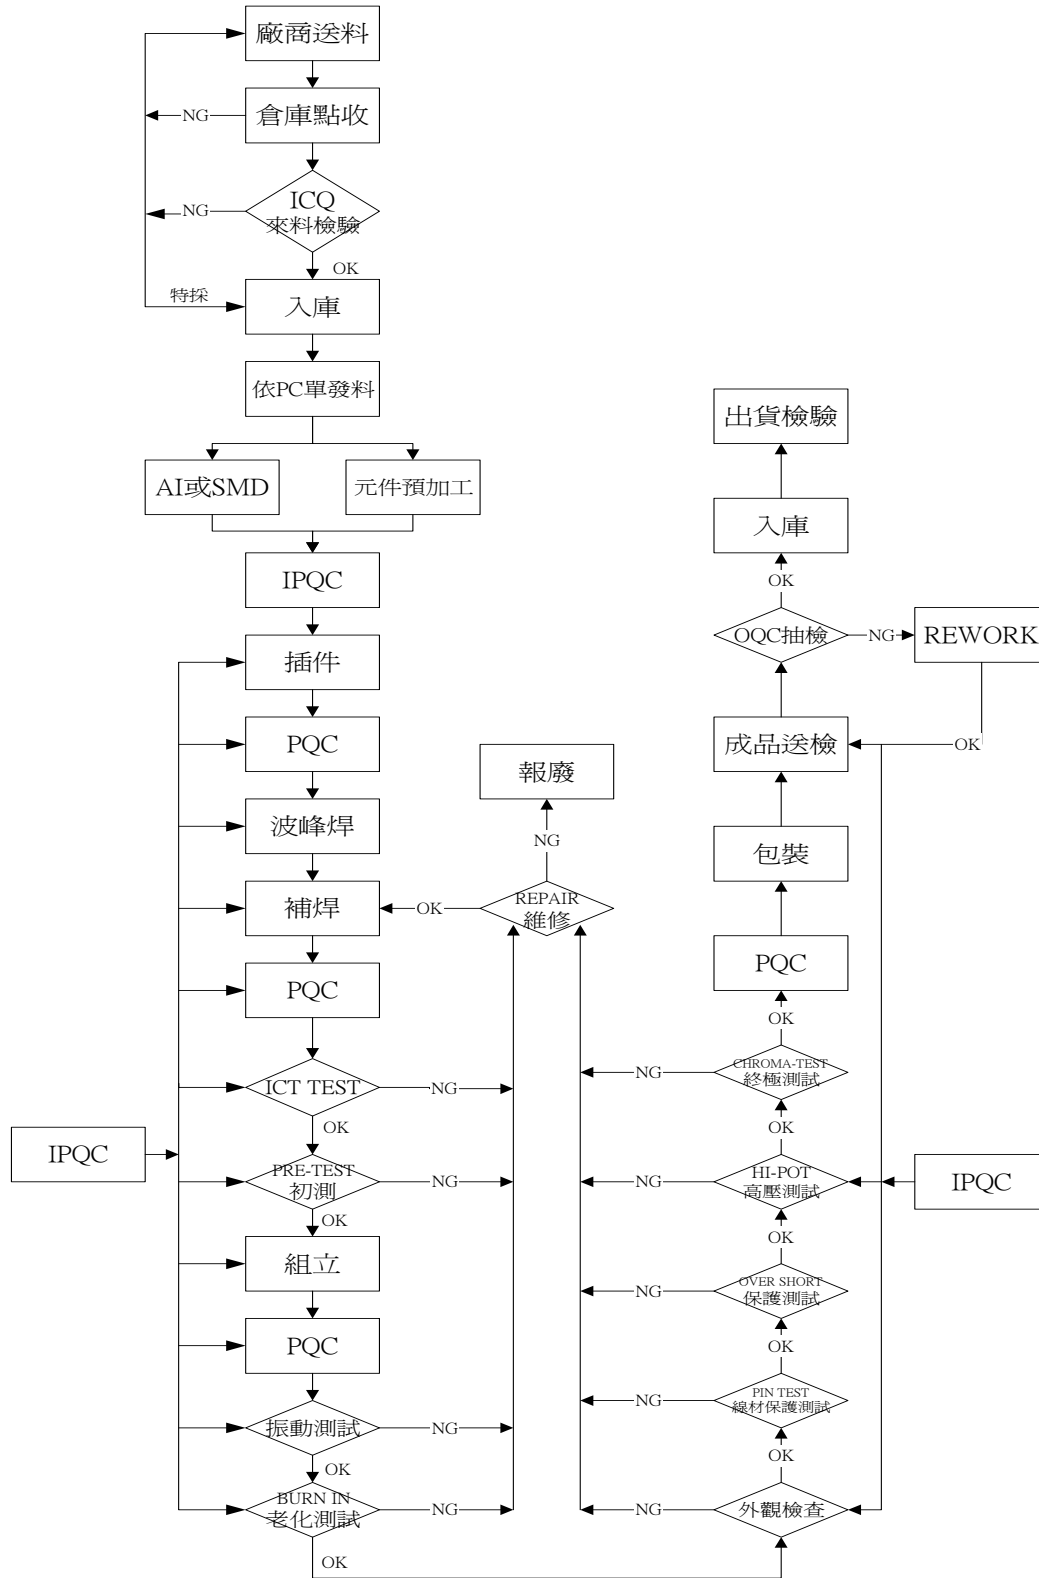 廠商送料
NG
倉庫點收
NG
ICQ
來料檢驗
OK
特採
入庫
依PC單發料
AI或SMD
元件預加工
IPQC
插件
PQC
波峰焊
補焊
OK
REPAIR
維修
NG
報廢
PQC
ICT TEST
NG
OK
IPQC
PRE-TEST
初測
NG
OK
組立
PQC
振動測試
NG
OK
BURN IN
老化測試
NG
OK
出貨檢驗
入庫
OK
OQC抽檢
NG
REWORK
成品送檢
OK
包裝
PQC
OK
CHROMA-TEST
終極測試
NG
OK
HI-POT
高壓測試
NG
IPQC
OK
OVER SHORT
保護測試
NG
OK
PIN TEST
線材保護測試
NG
OK
外觀檢查
NG